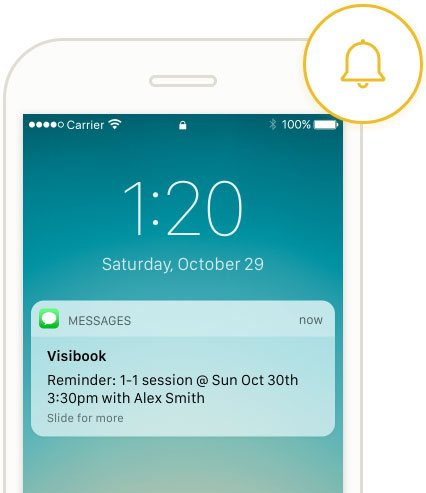 Carrier 100%
1:20
Saturday, October 29
MESSAGES now
Visibook
Reminder: 1-1 session @ Sun Oct 30th
3:30pm with Alex Smith
Slide for more